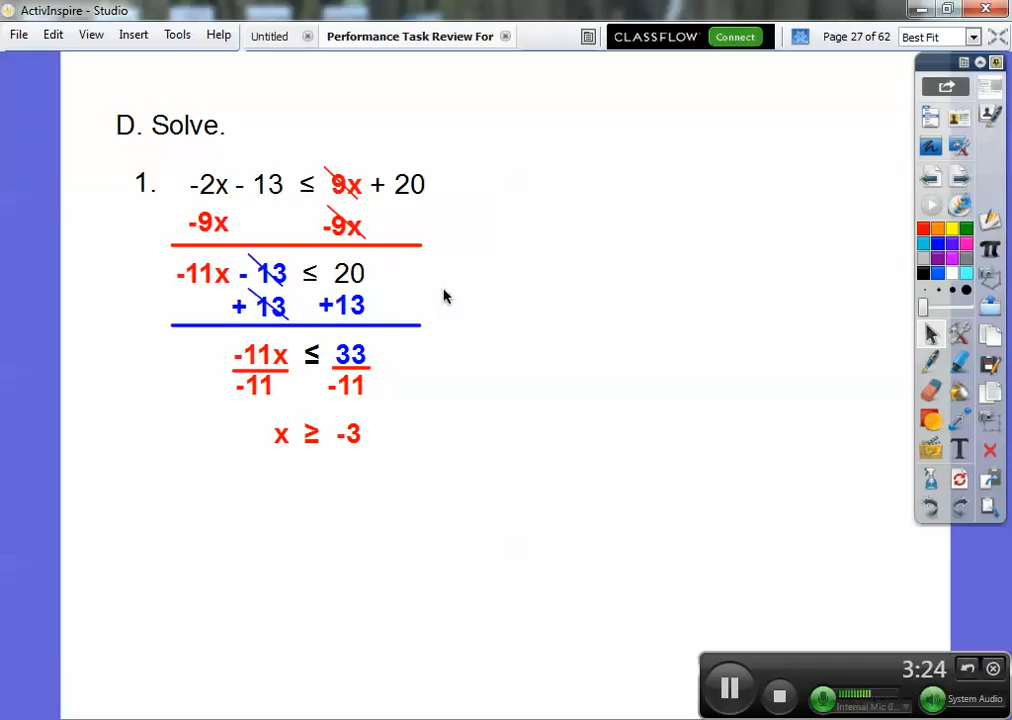 ActivInspire - Studio
File Edit View Insert Tools Help Untitled Performance Task Review For CLASSFLOW Connect Page 27 of 62 Best Fit
D. Solve.
1. -2x - 13 ≤ 9x + 20
-9x -9x
-11x - 13 ≤ 20
+ 13 +13
-11x ≤ 33
-11 -11
x ≥ -3
3:24
Internal Mic (I... System Audio